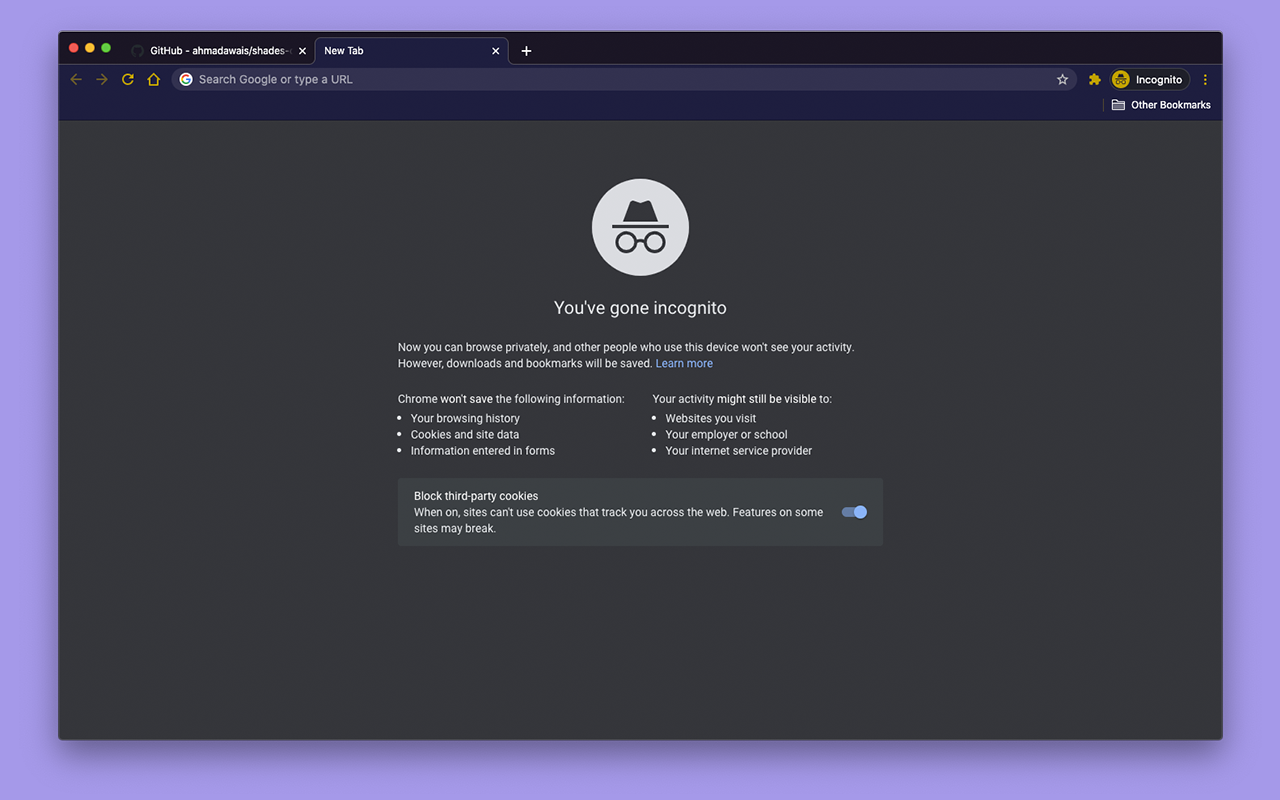 GitHub - ahmadawais/shades-
New Tab
Search Google or type a URL
Incognito
Other Bookmarks
You've gone incognito
Now you can browse privately, and other people who use this device won't see your activity.
However, downloads and bookmarks will be saved. Learn more
Chrome won't save the following information:
Your browsing history
Cookies and site data
Information entered in forms
Your activity might still be visible to:
Websites you visit
Your employer or school
Your internet service provider
Block third-party cookies
When on, sites can't use cookies that track you across the web. Features on some
sites may break.